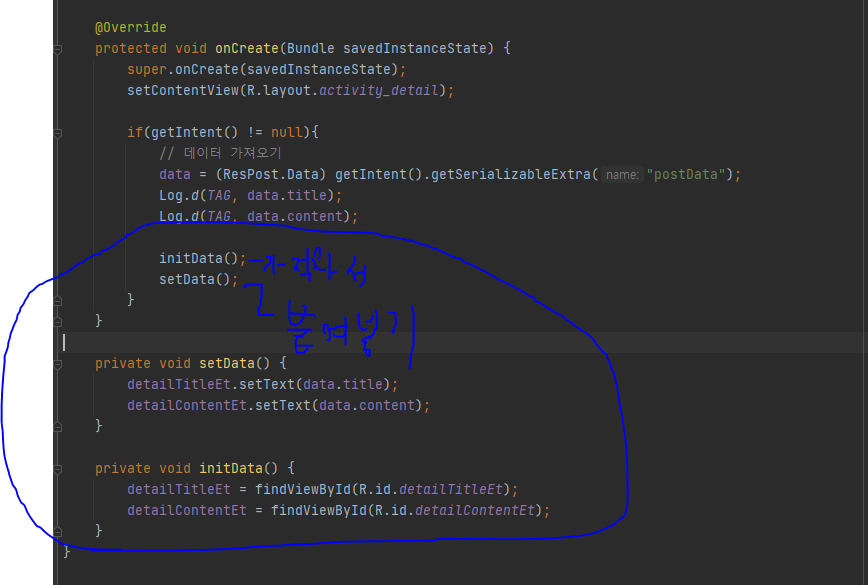 @Override
protected void onCreate(Bundle savedInstanceState) {
super.onCreate(savedInstanceState);
setContentView(R.layout.activity_detail);
if(getIntent() != null){
// 데이터 가져오기
data = (ResPost.Data) getIntent().getSerializableExtra( name: "postData");
Log.d(TAG, data.title);
Log.d(TAG, data.content);
initData(); 가져와서
setData();
붙여넣기
}
}
private void setData() {
detailTitleEt.setText(data.title);
detailContentEt.setText(data.content);
}
private void initData() {
detailTitleEt = findViewById(R.id.detailTitleEt);
detailContentEt = findViewById(R.id.detailContentEt);
}
}